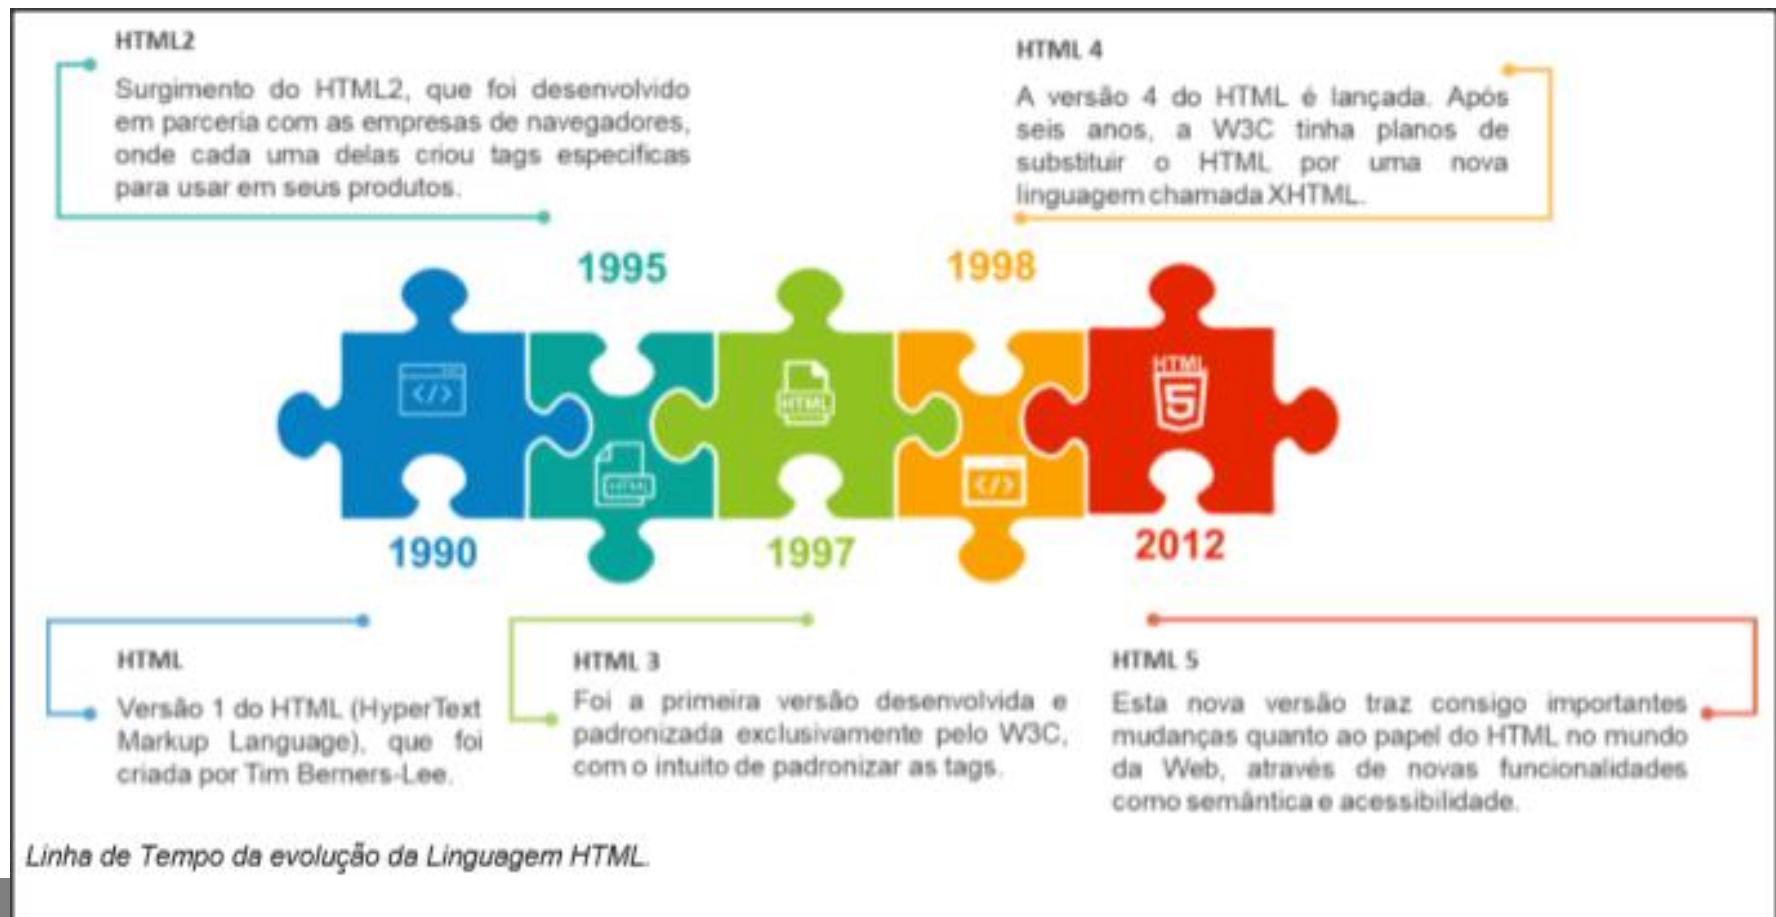 HTML2
Surgimento do HTML2, que foi desenvolvido
em parceria com as empresas de navegadores,
onde cada uma delas criou tags especificas
para usar em seus produtos.
HTML 4
A versão 4 do HTML é lançada. Após
seis anos, a W3C tinha planos de
substituir o HTML por uma nova
linguagem chamada XHTML.
1995
1998
</>
HTML
HTML
5
HTML
</>
1990
1997
2012
HTML
Versão 1 do HTML (HyperText
Markup Language), que foi
criada por Tim Berners-Lee.
HTML 3
Foi a primeira versão desenvolvida e
padronizada exclusivamente pelo W3C,
com o intuito de padronizar as tags.
HTML 5
Esta nova versão traz consigo importantes
mudanças quanto ao papel do HTML no mundo
da Web, através de novas funcionalidades
como semântica e acessibilidade.
Linha de Tempo da evolução da Linguagem HTML.